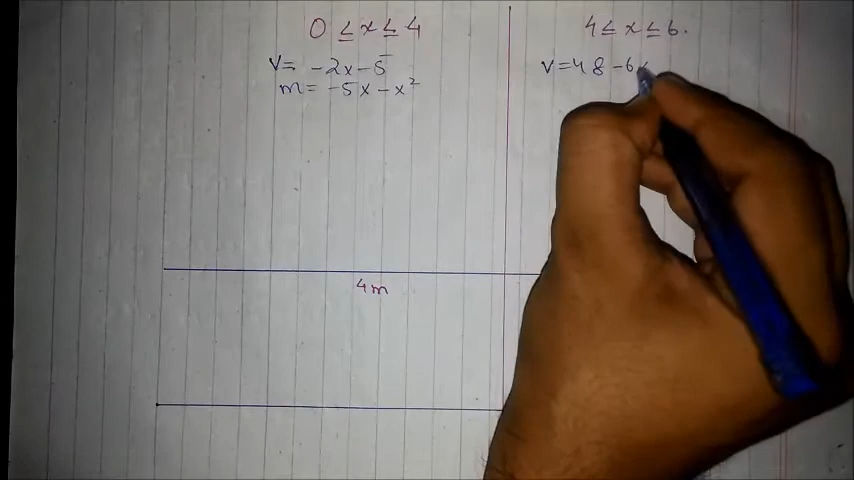 0 ≤ x ≤ 4
v= -2x-5
m= -5x-x²
4 ≤ x ≤ 6.
v=48-6
4m